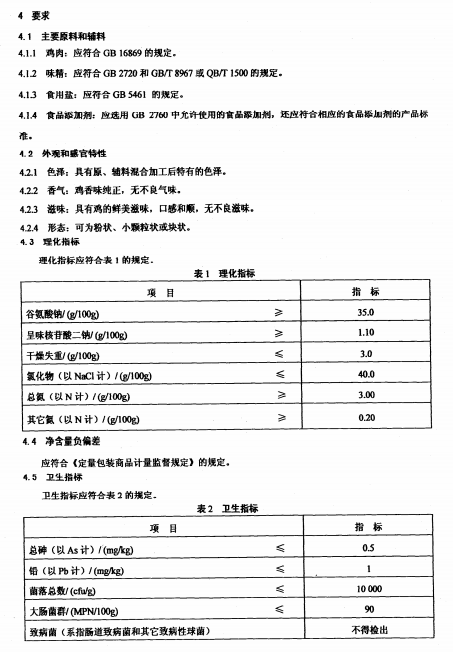 4 要求
4.1 主要原料和辅料
4.1.1 鸡肉：应符合 GB 16869 的规定。
4.1.2 味精：应符合 GB 2720 和 GB/T 8967 或 QB/T 1500 的规定。
4.1.3 食用盐：应符合 GB 5461 的规定。
4.1.4 食品添加剂：应选用 GB 2760 中允许使用的食品添加剂，还应符合相应的食品添加剂的产品标
准。
4.2 外观和感官特性
4.2.1 色泽：具有原、辅料混合加工后特有的色泽。
4.2.2 香气：鸡香味纯正，无不良气味。
4.2.3 滋味：具有鸡的鲜美滋味，口感和顺，无不良滋味。
4.2.4 形态：可为粉状、小颗粒状或块状。
4.3 理化指标
理化指标应符合表 1 的规定。
表 1 理化指标
项 目 指 标
谷氨酸钠/ (g/100g) ≥ 35.0
呈味核苷酸二钠/ (g/100g) ≥ 1.10
干燥失重/ (g/100g) ≤ 3.0
氯化物（以 NaCl 计）/ (g/100g) ≤ 40.0
总氮（以 N 计）/ (g/100g) ≥ 3.00
其它氮（以 N 计）/ (g/100g) ≥ 0.20
4.4 净含量负偏差
应符合《定量包装商品计量监督规定》的规定。
4.5 卫生指标
卫生指标应符合表 2 的规定。
表 2 卫生指标
项 目 指 标
总砷（以 As 计）/ (mg/kg) ≤ 0.5
铅（以 Pb 计）/ (mg/kg) ≤ 1
菌落总数/ (cfu/g) ≤ 10 000
大肠菌群/ (MPN/100g) ≤ 90
致病菌（系指肠道致病菌和其它致病性球菌） 不得检出